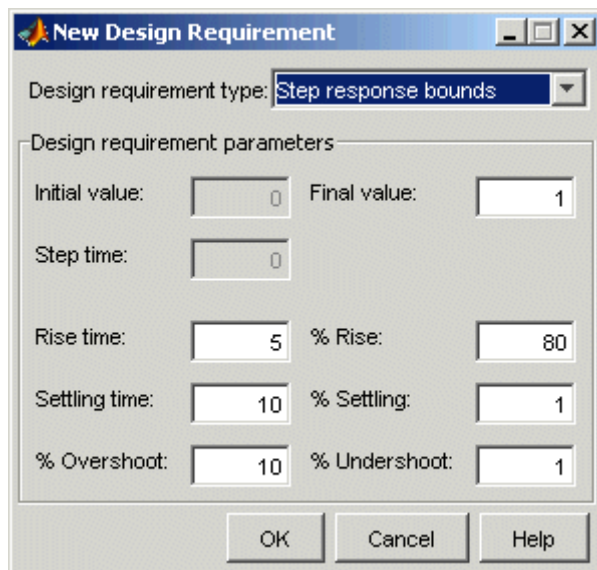 New Design Requirement
Design requirement type: Step response bounds
Design requirement parameters
Initial value: 0 Final value: 1
Step time: 0
Rise time: 5 % Rise: 80
Settling time: 10 % Settling: 1
% Overshoot: 10 % Undershoot: 1
OK Cancel Help